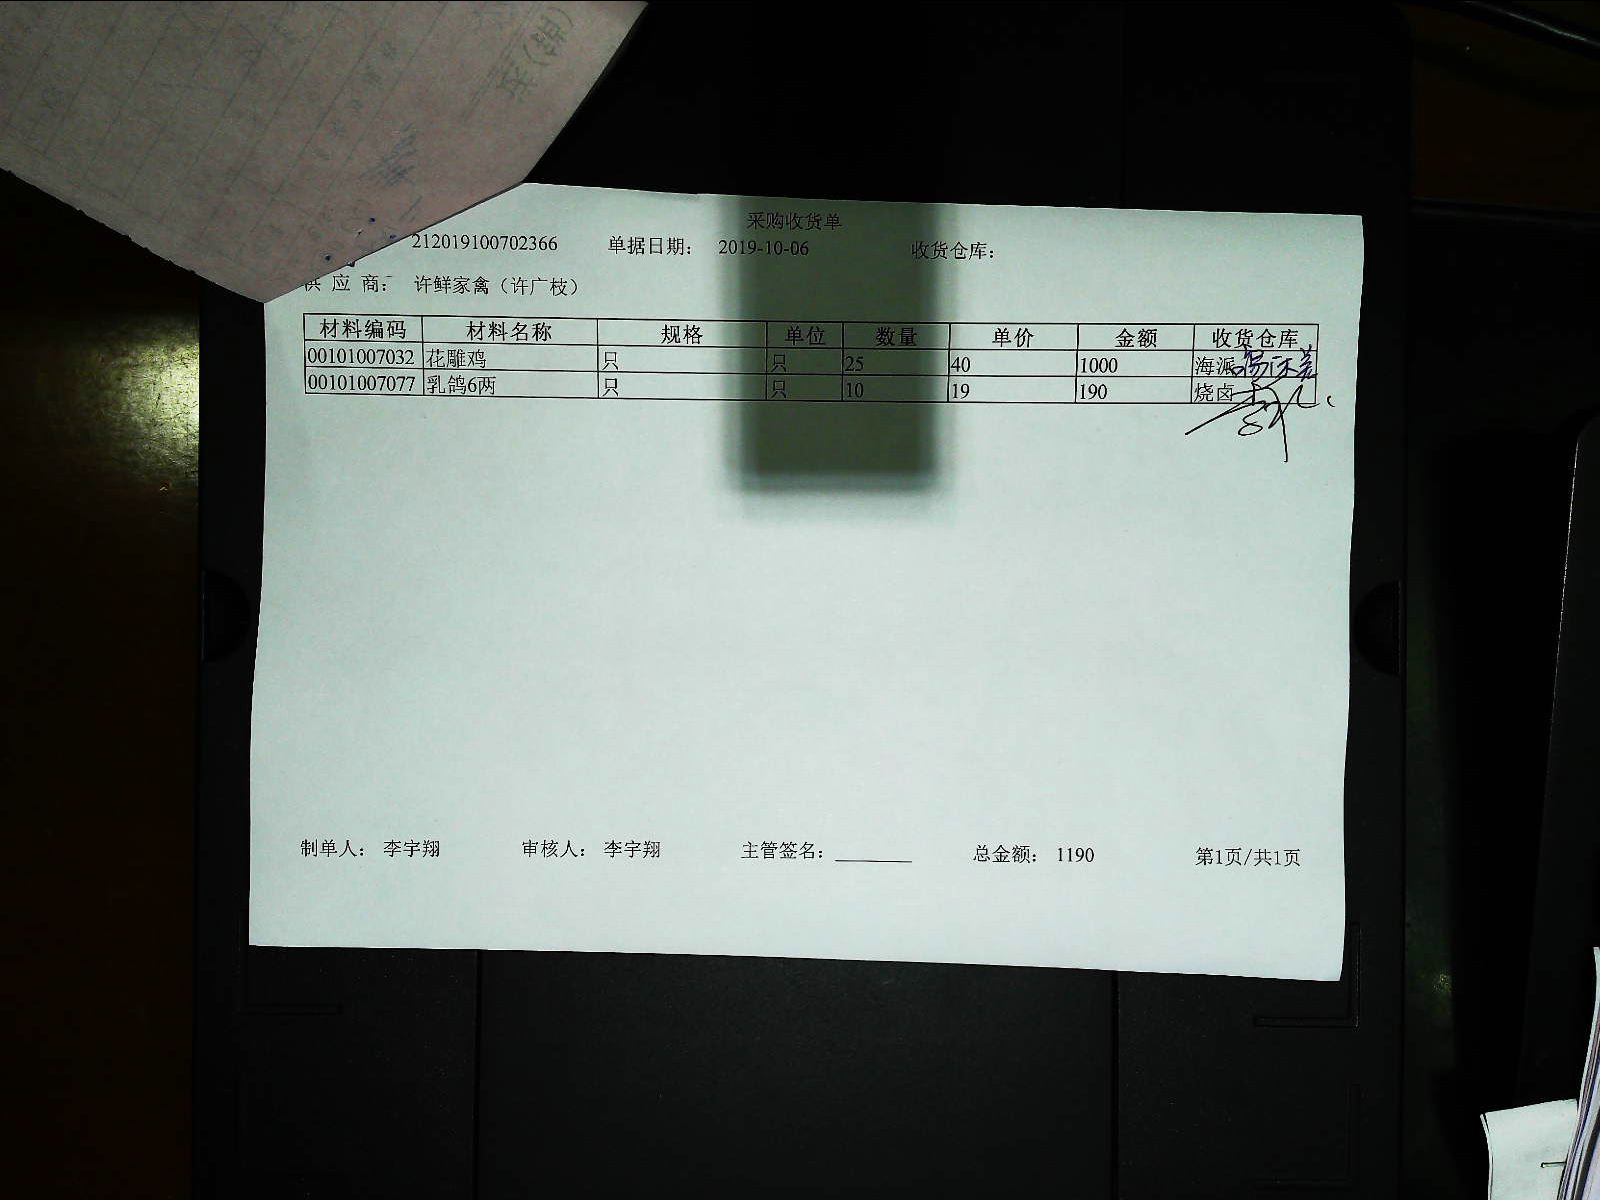 采购收货单
212019100702366 单据日期： 2019-10-06 收货仓库：
供 应 商： 许鲜家禽（许广枝）
材料编码 材料名称 规格 单位 数量 单价 金额 收货仓库
00101007032 花雕鸡 只 只 25 40 1000 海派
00101007077 乳鸽6两 只 只 10 19 190 烧卤
制单人： 李宇翔 审核人： 李宇翔 主管签名： 总金额： 1190 第1页/共1页